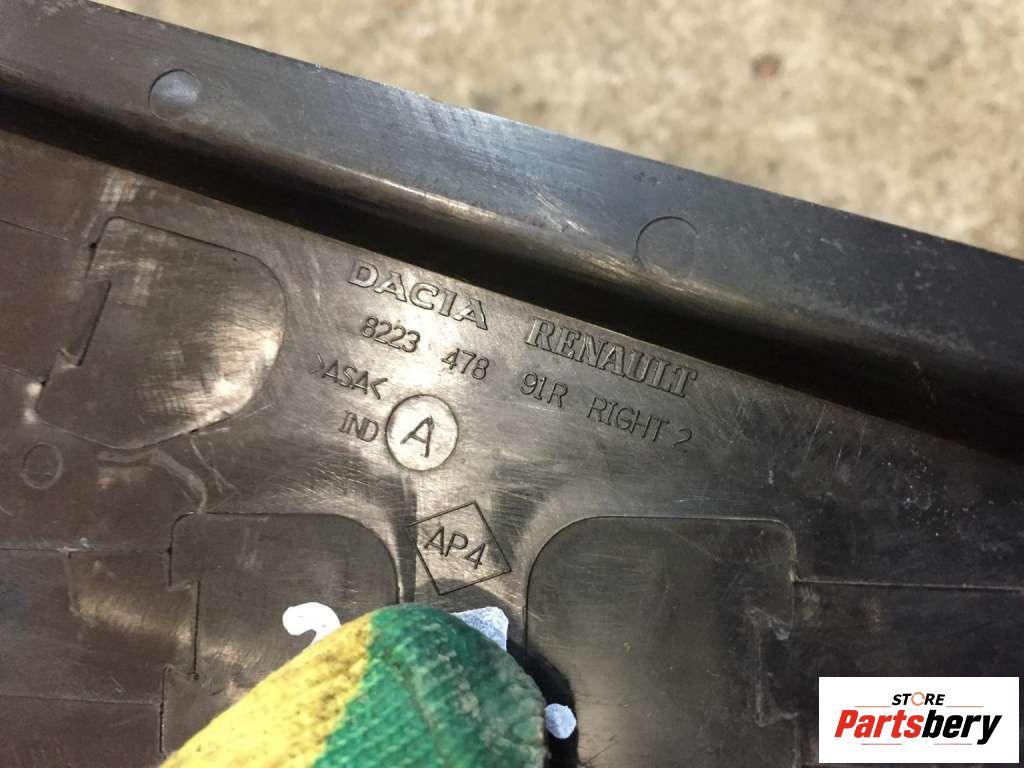 DACIA RENAULT
8223 478 91R RIGHT 2
>ASA<
IND A
AP4
STORE
Partsbery